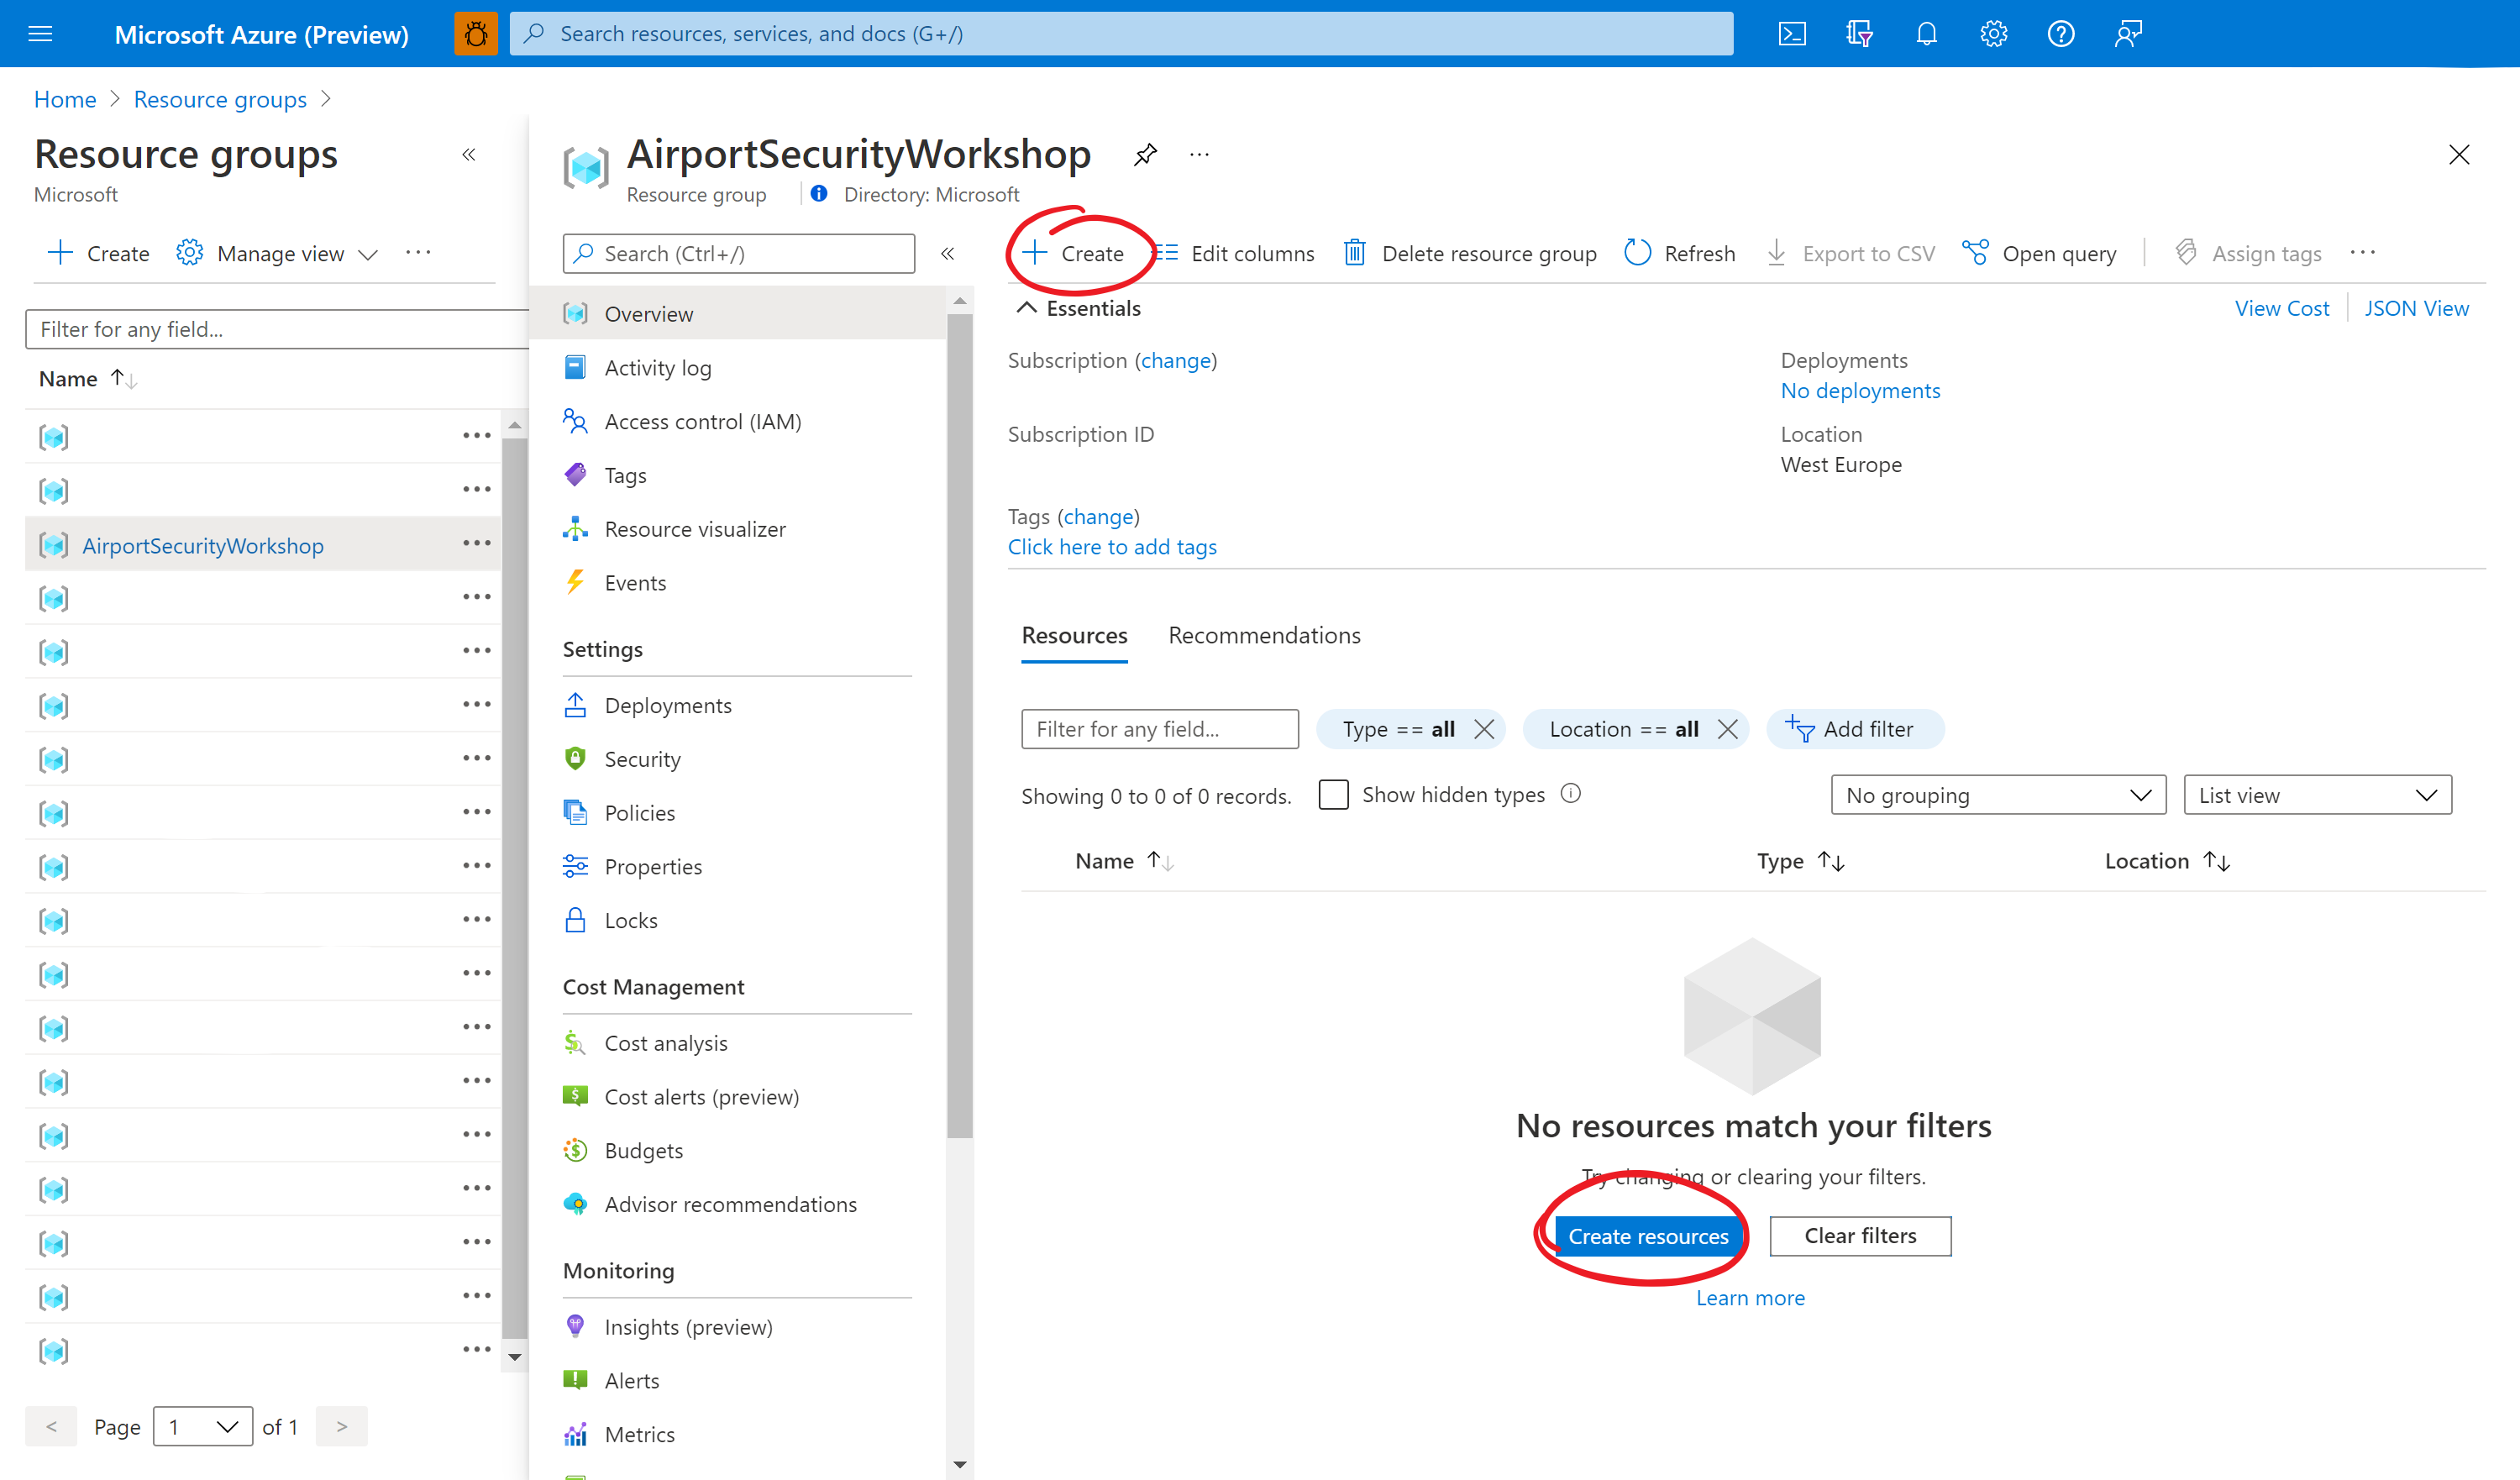 Microsoft Azure (Preview)
Search resources, services, and docs (G+/)
Home > Resource groups >
Resource groups
Microsoft
Create
Manage view
Filter for any field...
Name
AirportSecurityWorkshop
< Page 1 of 1 >
AirportSecurityWorkshop
Resource group
Directory: Microsoft
Search (Ctrl+/)
Overview
Activity log
Access control (IAM)
Tags
Resource visualizer
Events
Settings
Deployments
Security
Policies
Properties
Locks
Cost Management
Cost analysis
Cost alerts (preview)
Budgets
Advisor recommendations
Monitoring
Insights (preview)
Alerts
Metrics
Create
Edit columns
Delete resource group
Refresh
Export to CSV
Open query
Assign tags
Essentials
View Cost
JSON View
Subscription (change)
Deployments
No deployments
Subscription ID
Location
West Europe
Tags (change)
Click here to add tags
Resources
Recommendations
Filter for any field...
Type == all
Location == all
Add filter
Showing 0 to 0 of 0 records.
Show hidden types
No grouping
List view
Name
Type
Location
No resources match your filters
Try changing or clearing your filters.
Create resources
Clear filters
Learn more